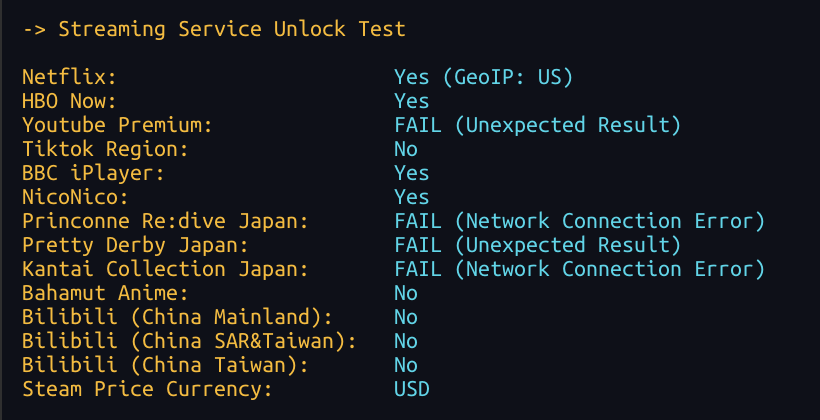 -> Streaming Service Unlock Test
Netflix: Yes (GeoIP: US)
HBO Now: Yes
Youtube Premium: FAIL (Unexpected Result)
Tiktok Region: No
BBC iPlayer: Yes
NicoNico: Yes
Princonne Re:dive Japan: FAIL (Network Connection Error)
Pretty Derby Japan: FAIL (Unexpected Result)
Kantai Collection Japan: FAIL (Network Connection Error)
Bahamut Anime: No
Bilibili (China Mainland): No
Bilibili (China SAR&Taiwan): No
Bilibili (China Taiwan): No
Steam Price Currency: USD